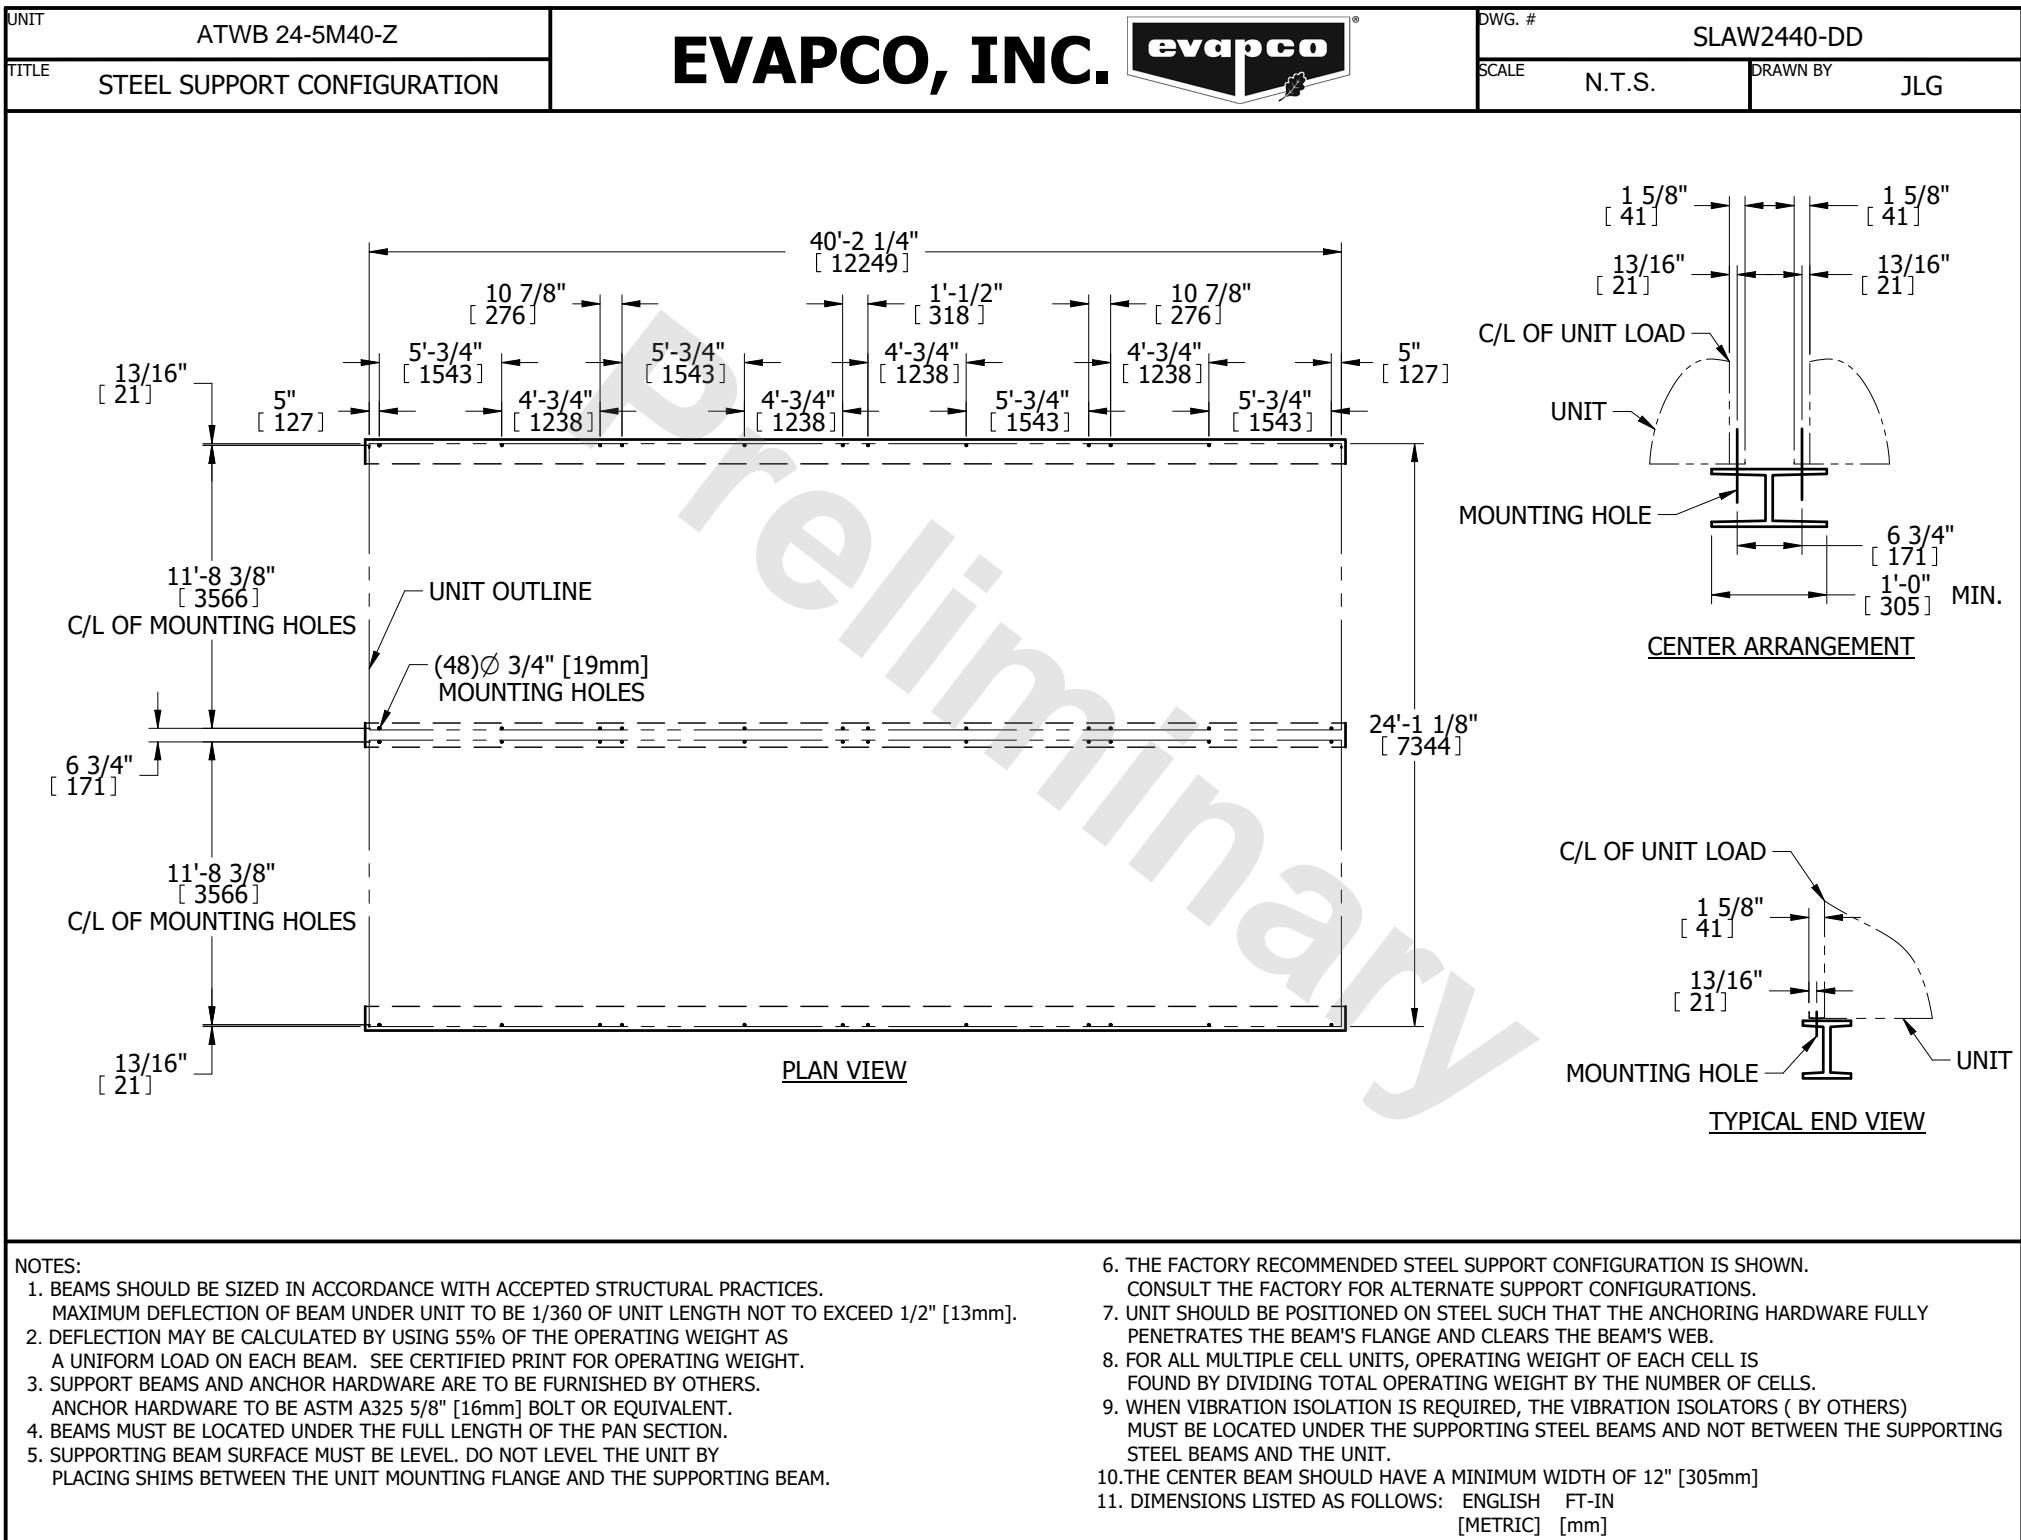 UNIT
ATWB 24-5M40-Z
TITLE
STEEL SUPPORT CONFIGURATION
EVAPCO, INC.
evapco
®
DWG. #
SLAW2440-DD
SCALE
N.T.S.
DRAWN BY
JLG
40'-2 1/4"
[ 12249]
10 7/8"
[ 276]
1'-1/2"
[ 318 ]
10 7/8"
[ 276]
5'-3/4"
[ 1543]
5'-3/4"
[ 1543]
4'-3/4"
[ 1238]
4'-3/4"
[ 1238]
5"
[ 127]
13/16"
[ 21]
5"
[ 127]
4'-3/4"
[ 1238]
4'-3/4"
[ 1238]
5'-3/4"
[ 1543]
5'-3/4"
[ 1543]
11'-8 3/8"
[ 3566]
C/L OF MOUNTING HOLES
UNIT OUTLINE
(48)Ø 3/4" [19mm]
MOUNTING HOLES
6 3/4"
[ 171]
24'-1 1/8"
[ 7344]
11'-8 3/8"
[ 3566]
C/L OF MOUNTING HOLES
13/16"
[ 21]
PLAN VIEW
Preliminary
1 5/8"
[ 41]
1 5/8"
[ 41]
13/16"
[ 21]
13/16"
[ 21]
C/L OF UNIT LOAD
UNIT
MOUNTING HOLE
6 3/4"
[ 171]
1'-0"
[ 305] MIN.
CENTER ARRANGEMENT
C/L OF UNIT LOAD
1 5/8"
[ 41]
13/16"
[ 21]
MOUNTING HOLE
UNIT
TYPICAL END VIEW
NOTES:
1. BEAMS SHOULD BE SIZED IN ACCORDANCE WITH ACCEPTED STRUCTURAL PRACTICES.
MAXIMUM DEFLECTION OF BEAM UNDER UNIT TO BE 1/360 OF UNIT LENGTH NOT TO EXCEED 1/2" [13mm].
2. DEFLECTION MAY BE CALCULATED BY USING 55% OF THE OPERATING WEIGHT AS
A UNIFORM LOAD ON EACH BEAM. SEE CERTIFIED PRINT FOR OPERATING WEIGHT.
3. SUPPORT BEAMS AND ANCHOR HARDWARE ARE TO BE FURNISHED BY OTHERS.
ANCHOR HARDWARE TO BE ASTM A325 5/8" [16mm] BOLT OR EQUIVALENT.
4. BEAMS MUST BE LOCATED UNDER THE FULL LENGTH OF THE PAN SECTION.
5. SUPPORTING BEAM SURFACE MUST BE LEVEL. DO NOT LEVEL THE UNIT BY
PLACING SHIMS BETWEEN THE UNIT MOUNTING FLANGE AND THE SUPPORTING BEAM.
6. THE FACTORY RECOMMENDED STEEL SUPPORT CONFIGURATION IS SHOWN.
CONSULT THE FACTORY FOR ALTERNATE SUPPORT CONFIGURATIONS.
7. UNIT SHOULD BE POSITIONED ON STEEL SUCH THAT THE ANCHORING HARDWARE FULLY
PENETRATES THE BEAM'S FLANGE AND CLEARS THE BEAM'S WEB.
8. FOR ALL MULTIPLE CELL UNITS, OPERATING WEIGHT OF EACH CELL IS
FOUND BY DIVIDING TOTAL OPERATING WEIGHT BY THE NUMBER OF CELLS.
9. WHEN VIBRATION ISOLATION IS REQUIRED, THE VIBRATION ISOLATORS ( BY OTHERS)
MUST BE LOCATED UNDER THE SUPPORTING STEEL BEAMS AND NOT BETWEEN THE SUPPORTING
STEEL BEAMS AND THE UNIT.
10.THE CENTER BEAM SHOULD HAVE A MINIMUM WIDTH OF 12" [305mm]
11. DIMENSIONS LISTED AS FOLLOWS: ENGLISH FT-IN
[METRIC] [mm]